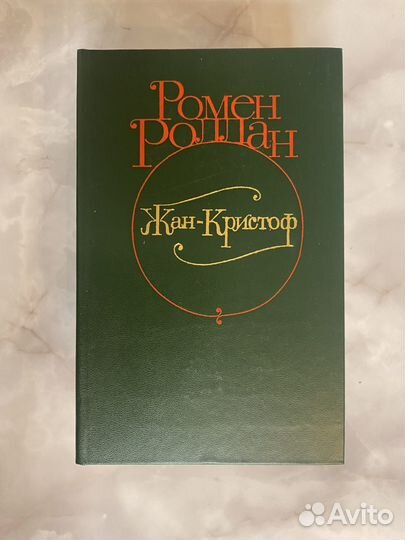 Ромен
Роллан
Жан-Кристоф
Avito